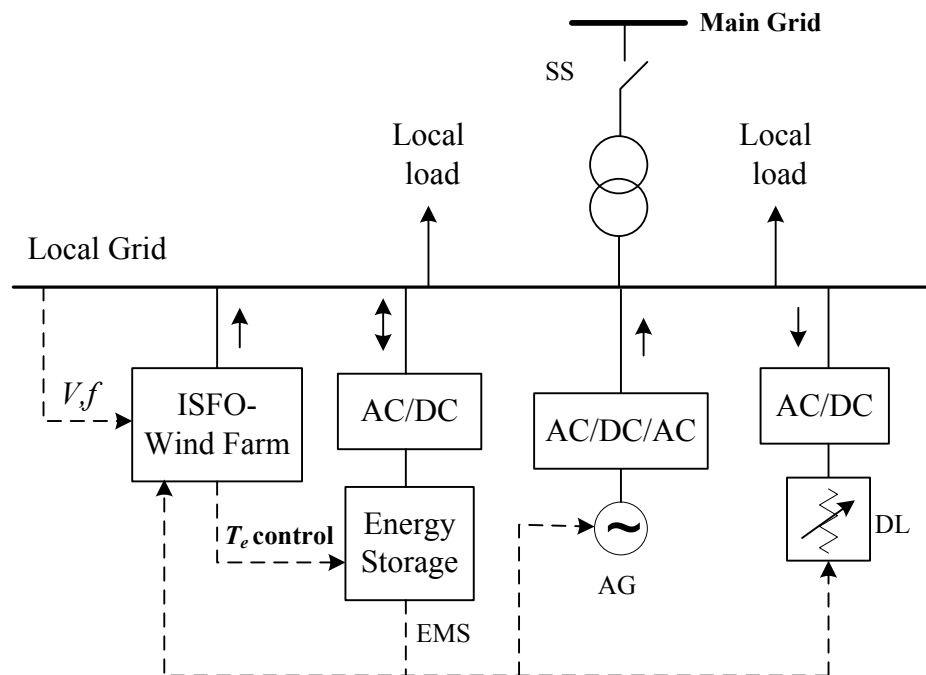 Main Grid
SS
Local
load
Local
load
Local Grid
V,f
ISFO-
Wind Farm
AC/DC
AC/DC/AC
AC/DC
Te control
Energy
Storage
~
DL
AG
EMS